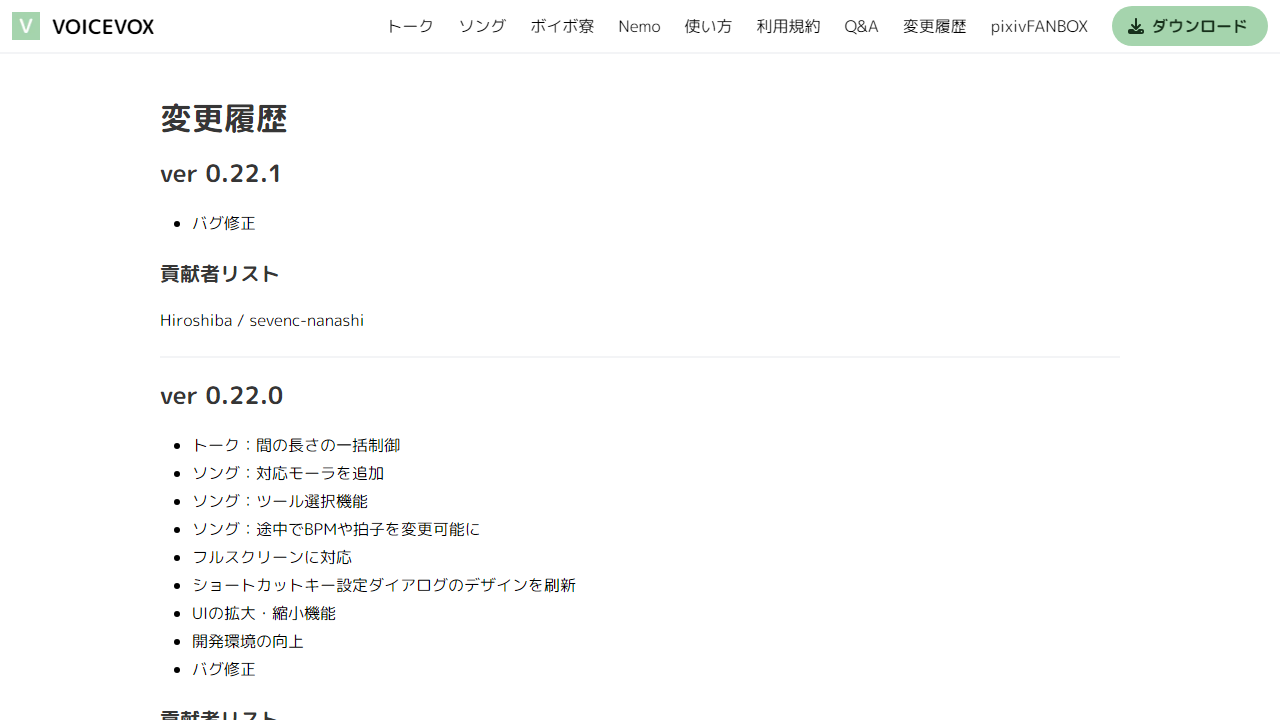 V VOICEVOX トーク ソング ボイボ寮 Nemo 使い方 利用規約 Q&A 変更履歴 pixivFANBOX ダウンロード
変更履歴
ver 0.22.1
• バグ修正
貢献者リスト
Hiroshiba / sevenc-nanashi
ver 0.22.0
• トーク：間の長さの一括制御
• ソング：対応モーラを追加
• ソング：ツール選択機能
• ソング：途中でBPMや拍子を変更可能に
• フルスクリーンに対応
• ショートカットキー設定ダイアログのデザインを刷新
• UIの拡大・縮小機能
• 開発環境の向上
• バグ修正
貢献者リスト